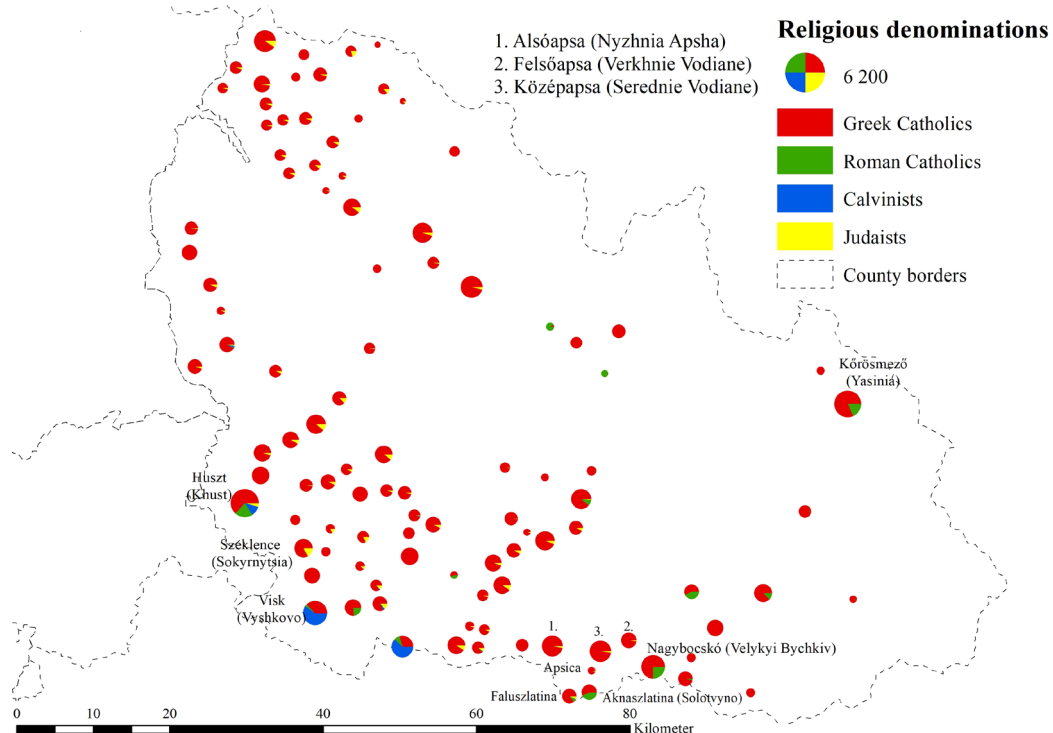 Religious denominations
6 200
Greek Catholics
Roman Catholics
Calvinists
Judaists
County borders
1. Alsóapsa (Nyzhnia Apsha)
2. Felsőapsa (Verkhnie Vodiane)
3. Középapsa (Serednie Vodiane)
Kőrösmező
(Yasinia)
Huszt
(Khust)
Széklence
(Sokyrnytsia)
Visk
(Vyshkovo)
1.
3.
2.
Nagybocskó (Velykyi Bychkiv)
Apsica
Faluszlatina
Aknaszlatina (Solotvyno)
0 10 20 40 60 80
Kilometer